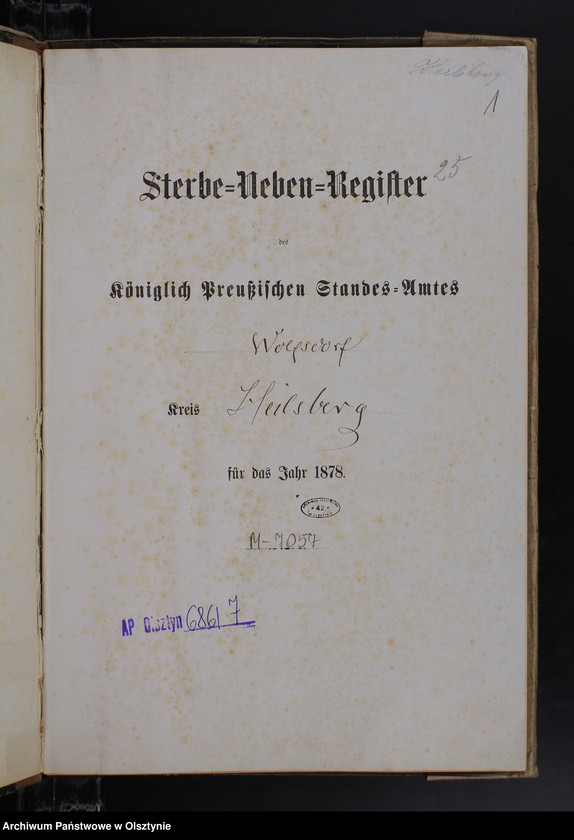 Heilsberg
1
25
Sterbe=Neben=Register
des
Königlich Preußischen Standes=Amtes
Wolfsdorf
Kreis Heilsberg
für das Jahr 1878.
42
M-7057
AP Olsztyn 686/7
Archiwum Państwowe w Olsztynie